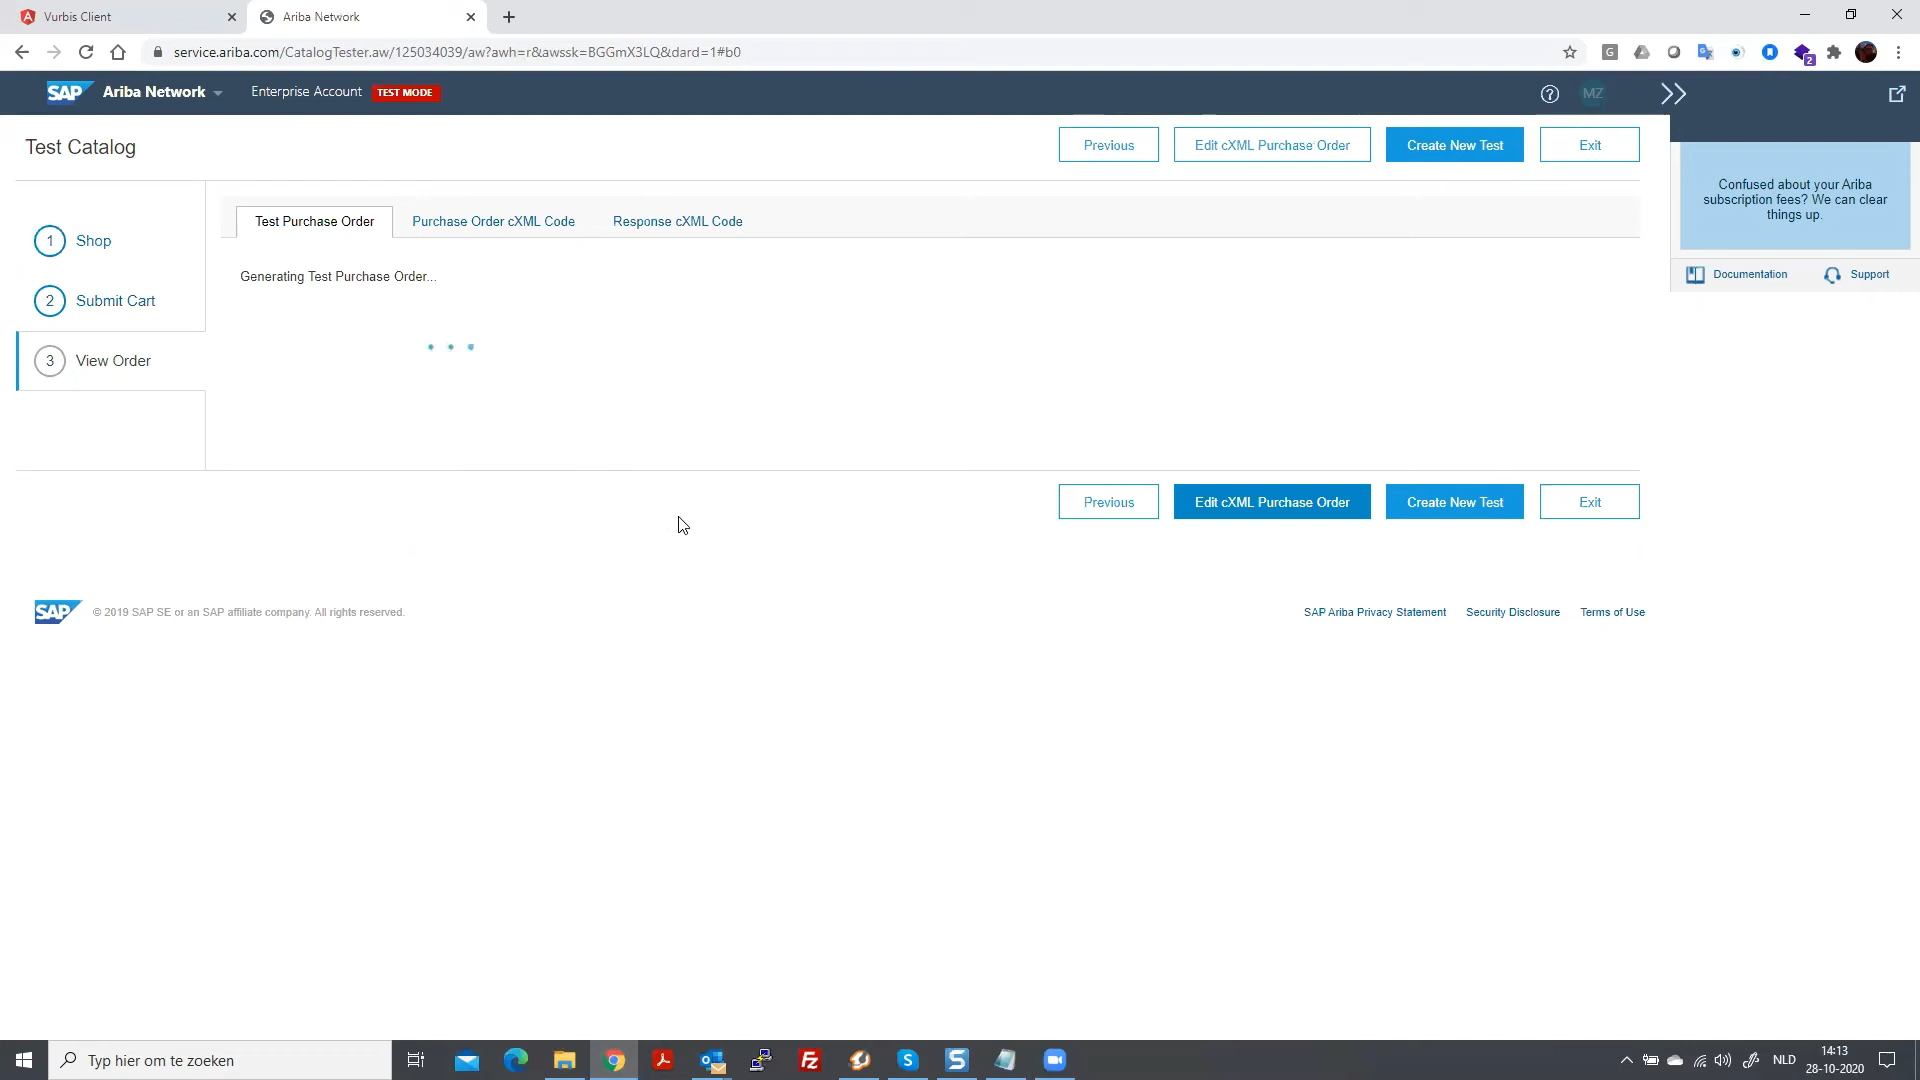 Vurbis Client
Ariba Network
service.ariba.com/CatalogTester.aw/125034039/aw?awh=r&awssk=BGGmX3LQ&dard=1#b0
G
2
SAP Ariba Network
Enterprise Account
TEST MODE
?
MZ
Test Catalog
Previous
Edit cXML Purchase Order
Create New Test
Exit
Confused about your Ariba
subscription fees? We can clear
things up.
Documentation
Support
Test Purchase Order
Purchase Order cXML Code
Response cXML Code
1 Shop
2 Submit Cart
3 View Order
Generating Test Purchase Order...
Previous
Edit cXML Purchase Order
Create New Test
Exit
SAP © 2019 SAP SE or an SAP affiliate company. All rights reserved.
SAP Ariba Privacy Statement
Security Disclosure
Terms of Use
Typ hier om te zoeken
NLD
14:13
28-10-2020